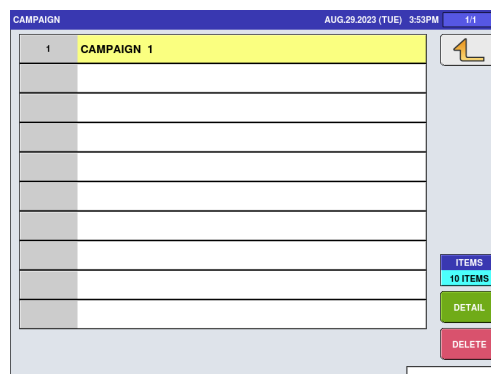 CAMPAIGN AUG.29.2023 (TUE) 3:53PM 1/1
1 CAMPAIGN 1
ITEMS
10 ITEMS
DETAIL
DELETE